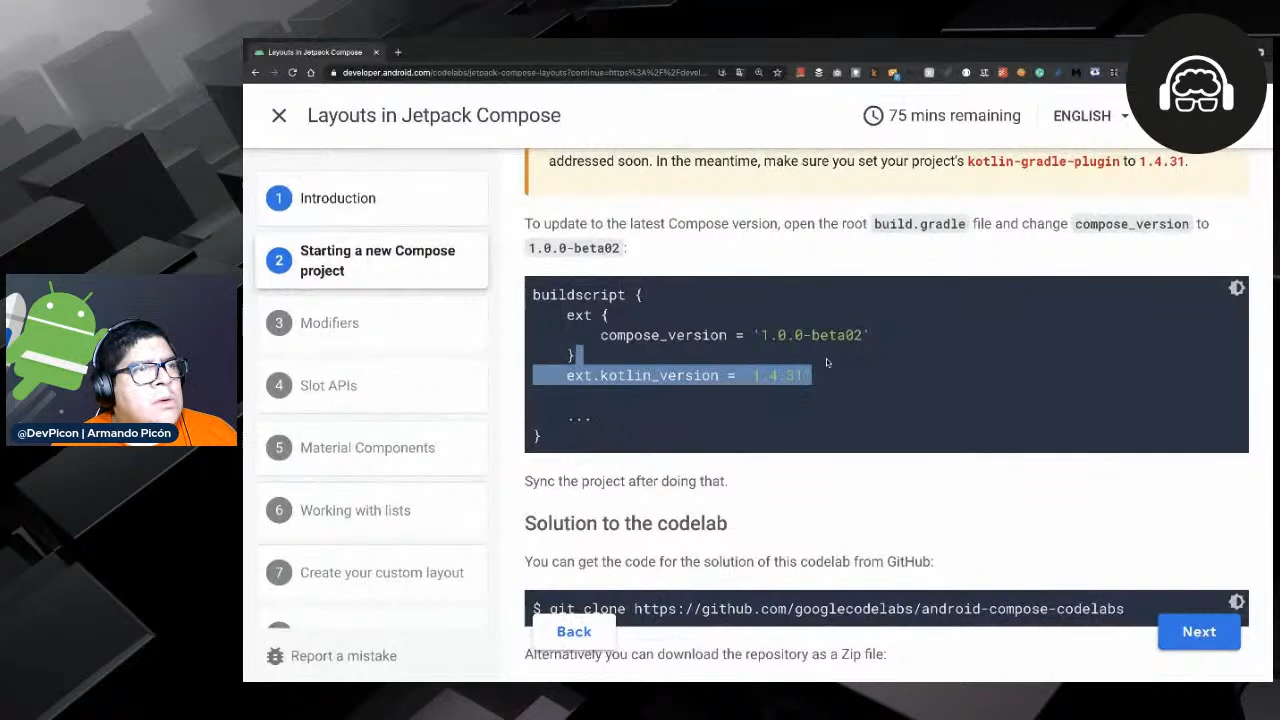 Layouts in Jetpack Compose
developer.android.com/codelabs/jetpack-compose-layouts?continue=https%3A%2F%2Fdevel...
Layouts in Jetpack Compose
75 mins remaining
ENGLISH
1 Introduction
2 Starting a new Compose
project
3 Modifiers
4 Slot APIs
5 Material Components
6 Working with lists
7 Create your custom layout
Report a mistake
addressed soon. In the meantime, make sure you set your project's kotlin-gradle-plugin to 1.4.31.
To update to the latest Compose version, open the root build.gradle file and change compose_version to
1.0.0-beta02 :
buildscript {
ext {
compose_version = '1.0.0-beta02'
}
ext.kotlin_version = '1.4.31'
...
}
Sync the project after doing that.
Solution to the codelab
You can get the code for the solution of this codelab from GitHub:
$ git clone https://github.com/googlecodelabs/android-compose-codelabs
Back
Next
Alternatively you can download the repository as a Zip file:
@DevPicon | Armando Picón